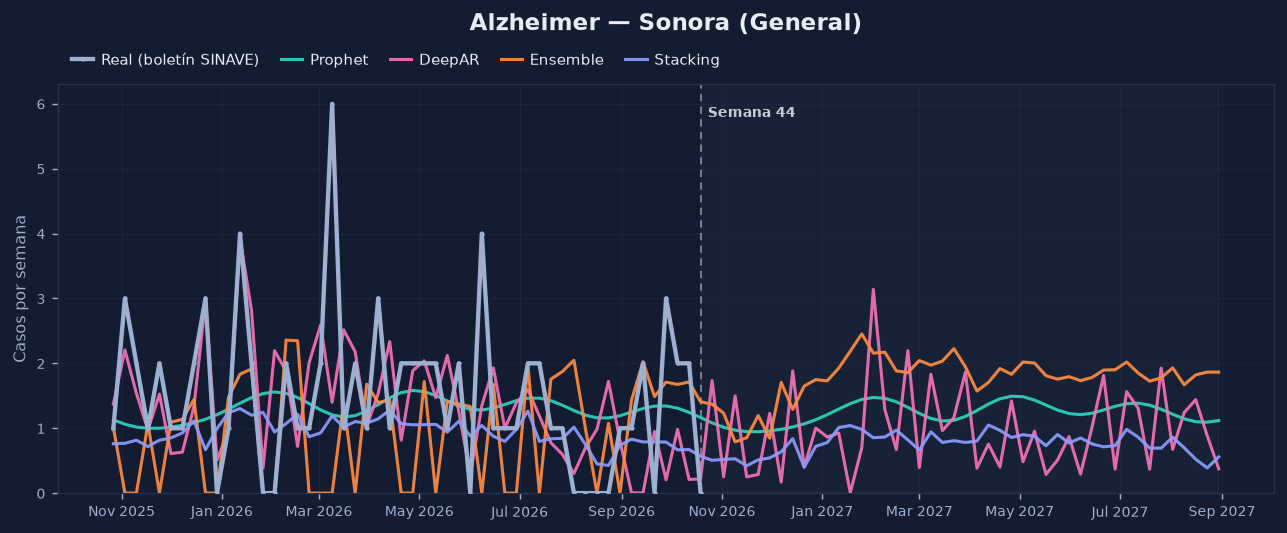 Alzheimer — Sonora (General)
Real (boletín SINAVE) Prophet DeepAR Ensemble Stacking
Semana 44
Casos por semana
6
5
4
3
2
1
0
Nov 2025 Jan 2026 Mar 2026 May 2026 Jul 2026 Sep 2026 Nov 2026 Jan 2027 Mar 2027 May 2027 Jul 2027 Sep 2027